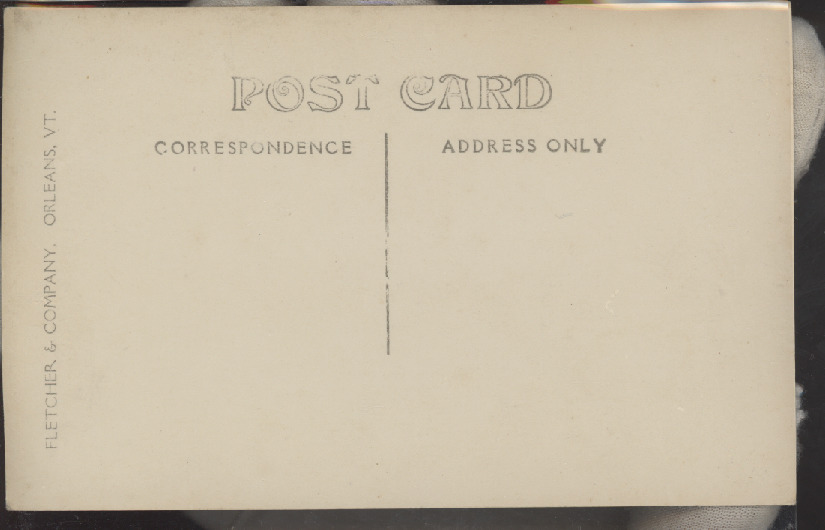 POST CARD
CORRESPONDENCE
ADDRESS ONLY
FLETCHER & COMPANY, ORLEANS, VT.